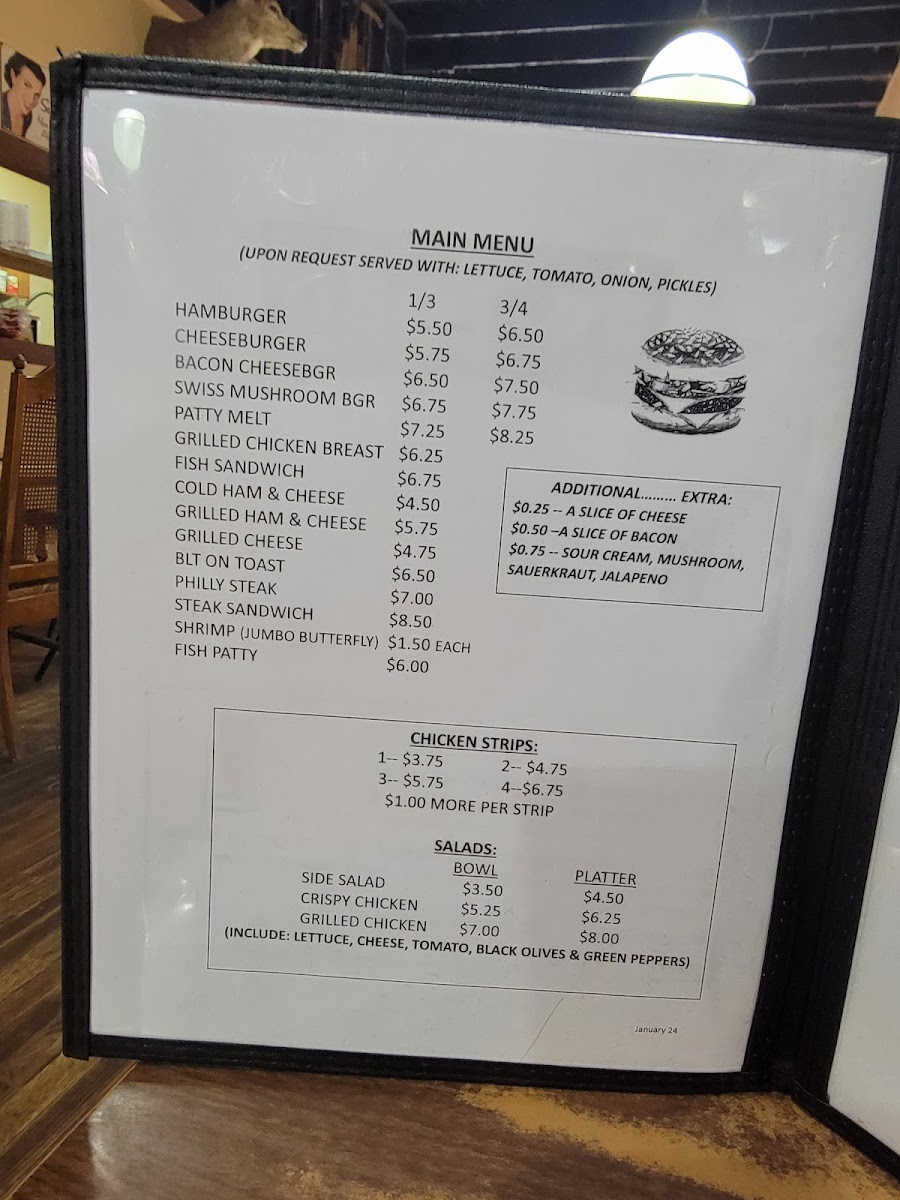 MAIN MENU
(UPON REQUEST SERVED WITH: LETTUCE, TOMATO, ONION, PICKLES)
1/3 3/4
HAMBURGER $5.50 $6.50
CHEESEBURGER $5.75 $6.75
BACON CHEESEBGR $6.50 $7.50
SWISS MUSHROOM BGR $6.75 $7.75
PATTY MELT $7.25 $8.25
GRILLED CHICKEN BREAST $6.25
FISH SANDWICH $6.75
COLD HAM & CHEESE $4.50
GRILLED HAM & CHEESE $5.75
GRILLED CHEESE $4.75
BLT ON TOAST $6.50
PHILLY STEAK $7.00
STEAK SANDWICH $8.50
SHRIMP (JUMBO BUTTERFLY) $1.50 EACH
FISH PATTY $6.00
ADDITIONAL......... EXTRA:
$0.25 -- A SLICE OF CHEESE
$0.50 –A SLICE OF BACON
$0.75 -- SOUR CREAM, MUSHROOM,
SAUERKRAUT, JALAPENO
CHICKEN STRIPS:
1-- $3.75 2-- $4.75
3-- $5.75 4--$6.75
$1.00 MORE PER STRIP
SALADS:
BOWL PLATTER
SIDE SALAD $3.50 $4.50
CRISPY CHICKEN $5.25 $6.25
GRILLED CHICKEN $7.00 $8.00
(INCLUDE: LETTUCE, CHEESE, TOMATO, BLACK OLIVES & GREEN PEPPERS)
January 24